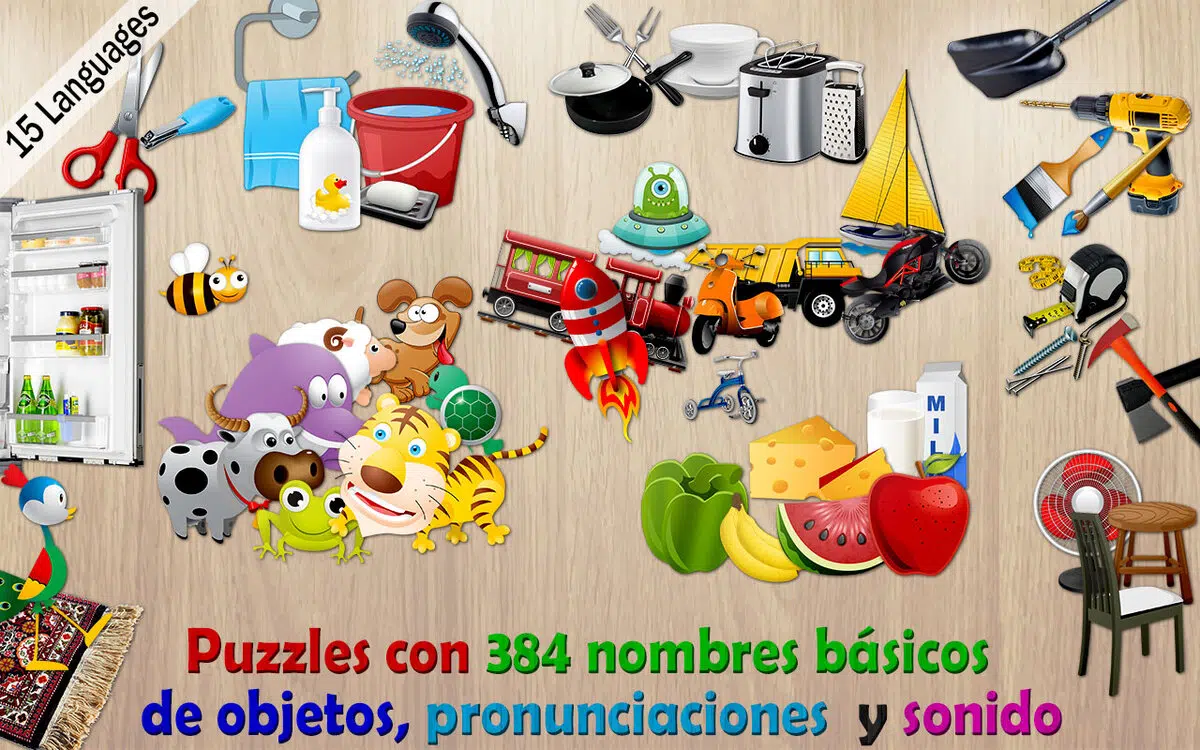 15 Languages
MIL
Puzzles con 384 nombres básicos
de objetos, pronunciaciones y sonido